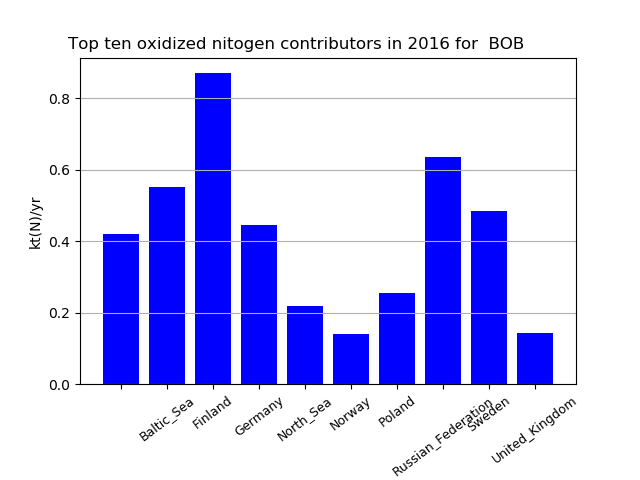 Top ten oxidized nitogen contributors in 2016 for  BOB
kt(N)/yr
0.8
0.6
0.4
0.2
0.0
Baltic_Sea
Finland
Germany
North_Sea
Norway
Poland
Russian_Federation
Sweden
United_Kingdom